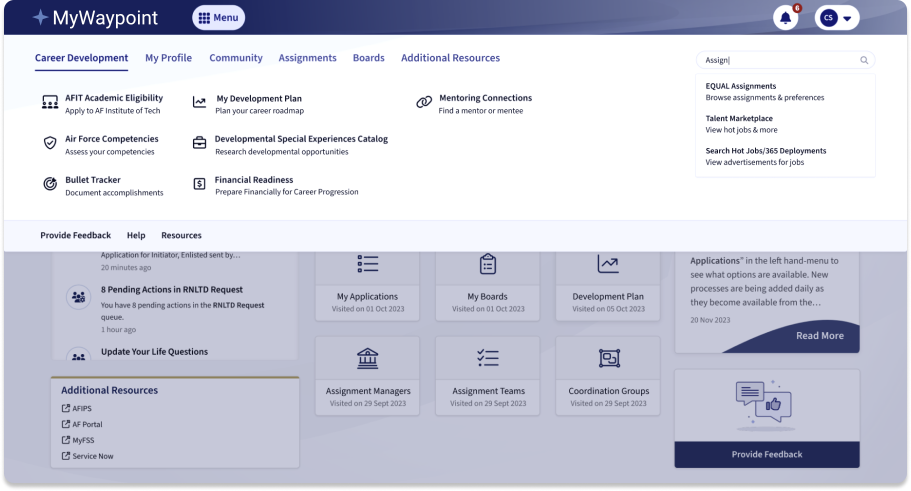 MyWaypoint
Menu
6
CS
Career Development
My Profile
Community
Assignments
Boards
Additional Resources
Assign
AFIT Academic Eligibility
Apply to AF Institute of Tech
My Development Plan
Plan your career roadmap
Mentoring Connections
Find a mentor or mentee
Air Force Competencies
Assess your competencies
Developmental Special Experiences Catalog
Research developmental opportunities
Bullet Tracker
Document accomplishments
Financial Readiness
Prepare Financially for Career Progression
EQUAL Assignments
Browse assignments & preferences
Talent Marketplace
View hot jobs & more
Search Hot Jobs/365 Deployments
View advertisements for jobs
Provide Feedback
Help
Resources
Application for Initiator, Enlisted sent by...
20 minutes ago
8 Pending Actions in RNLTD Request
You have 8 pending actions in the RNLTD Request
queue.
1 hour ago
Update Your Life Questions
Additional Resources
AFIPS
AF Portal
MyFSS
Service Now
My Applications
Visited on 01 Oct 2023
My Boards
Visited on 01 Oct 2023
Development Plan
Visited on 05 Oct 2023
Assignment Managers
Visited on 29 Sept 2023
Assignment Teams
Visited on 29 Sept 2023
Coordination Groups
Visited on 29 Sept 2023
Applications" in the left hand-menu to
see what options are available. New
processes are being added daily as
they become available from the...
20 Nov 2023
Read More
Provide Feedback